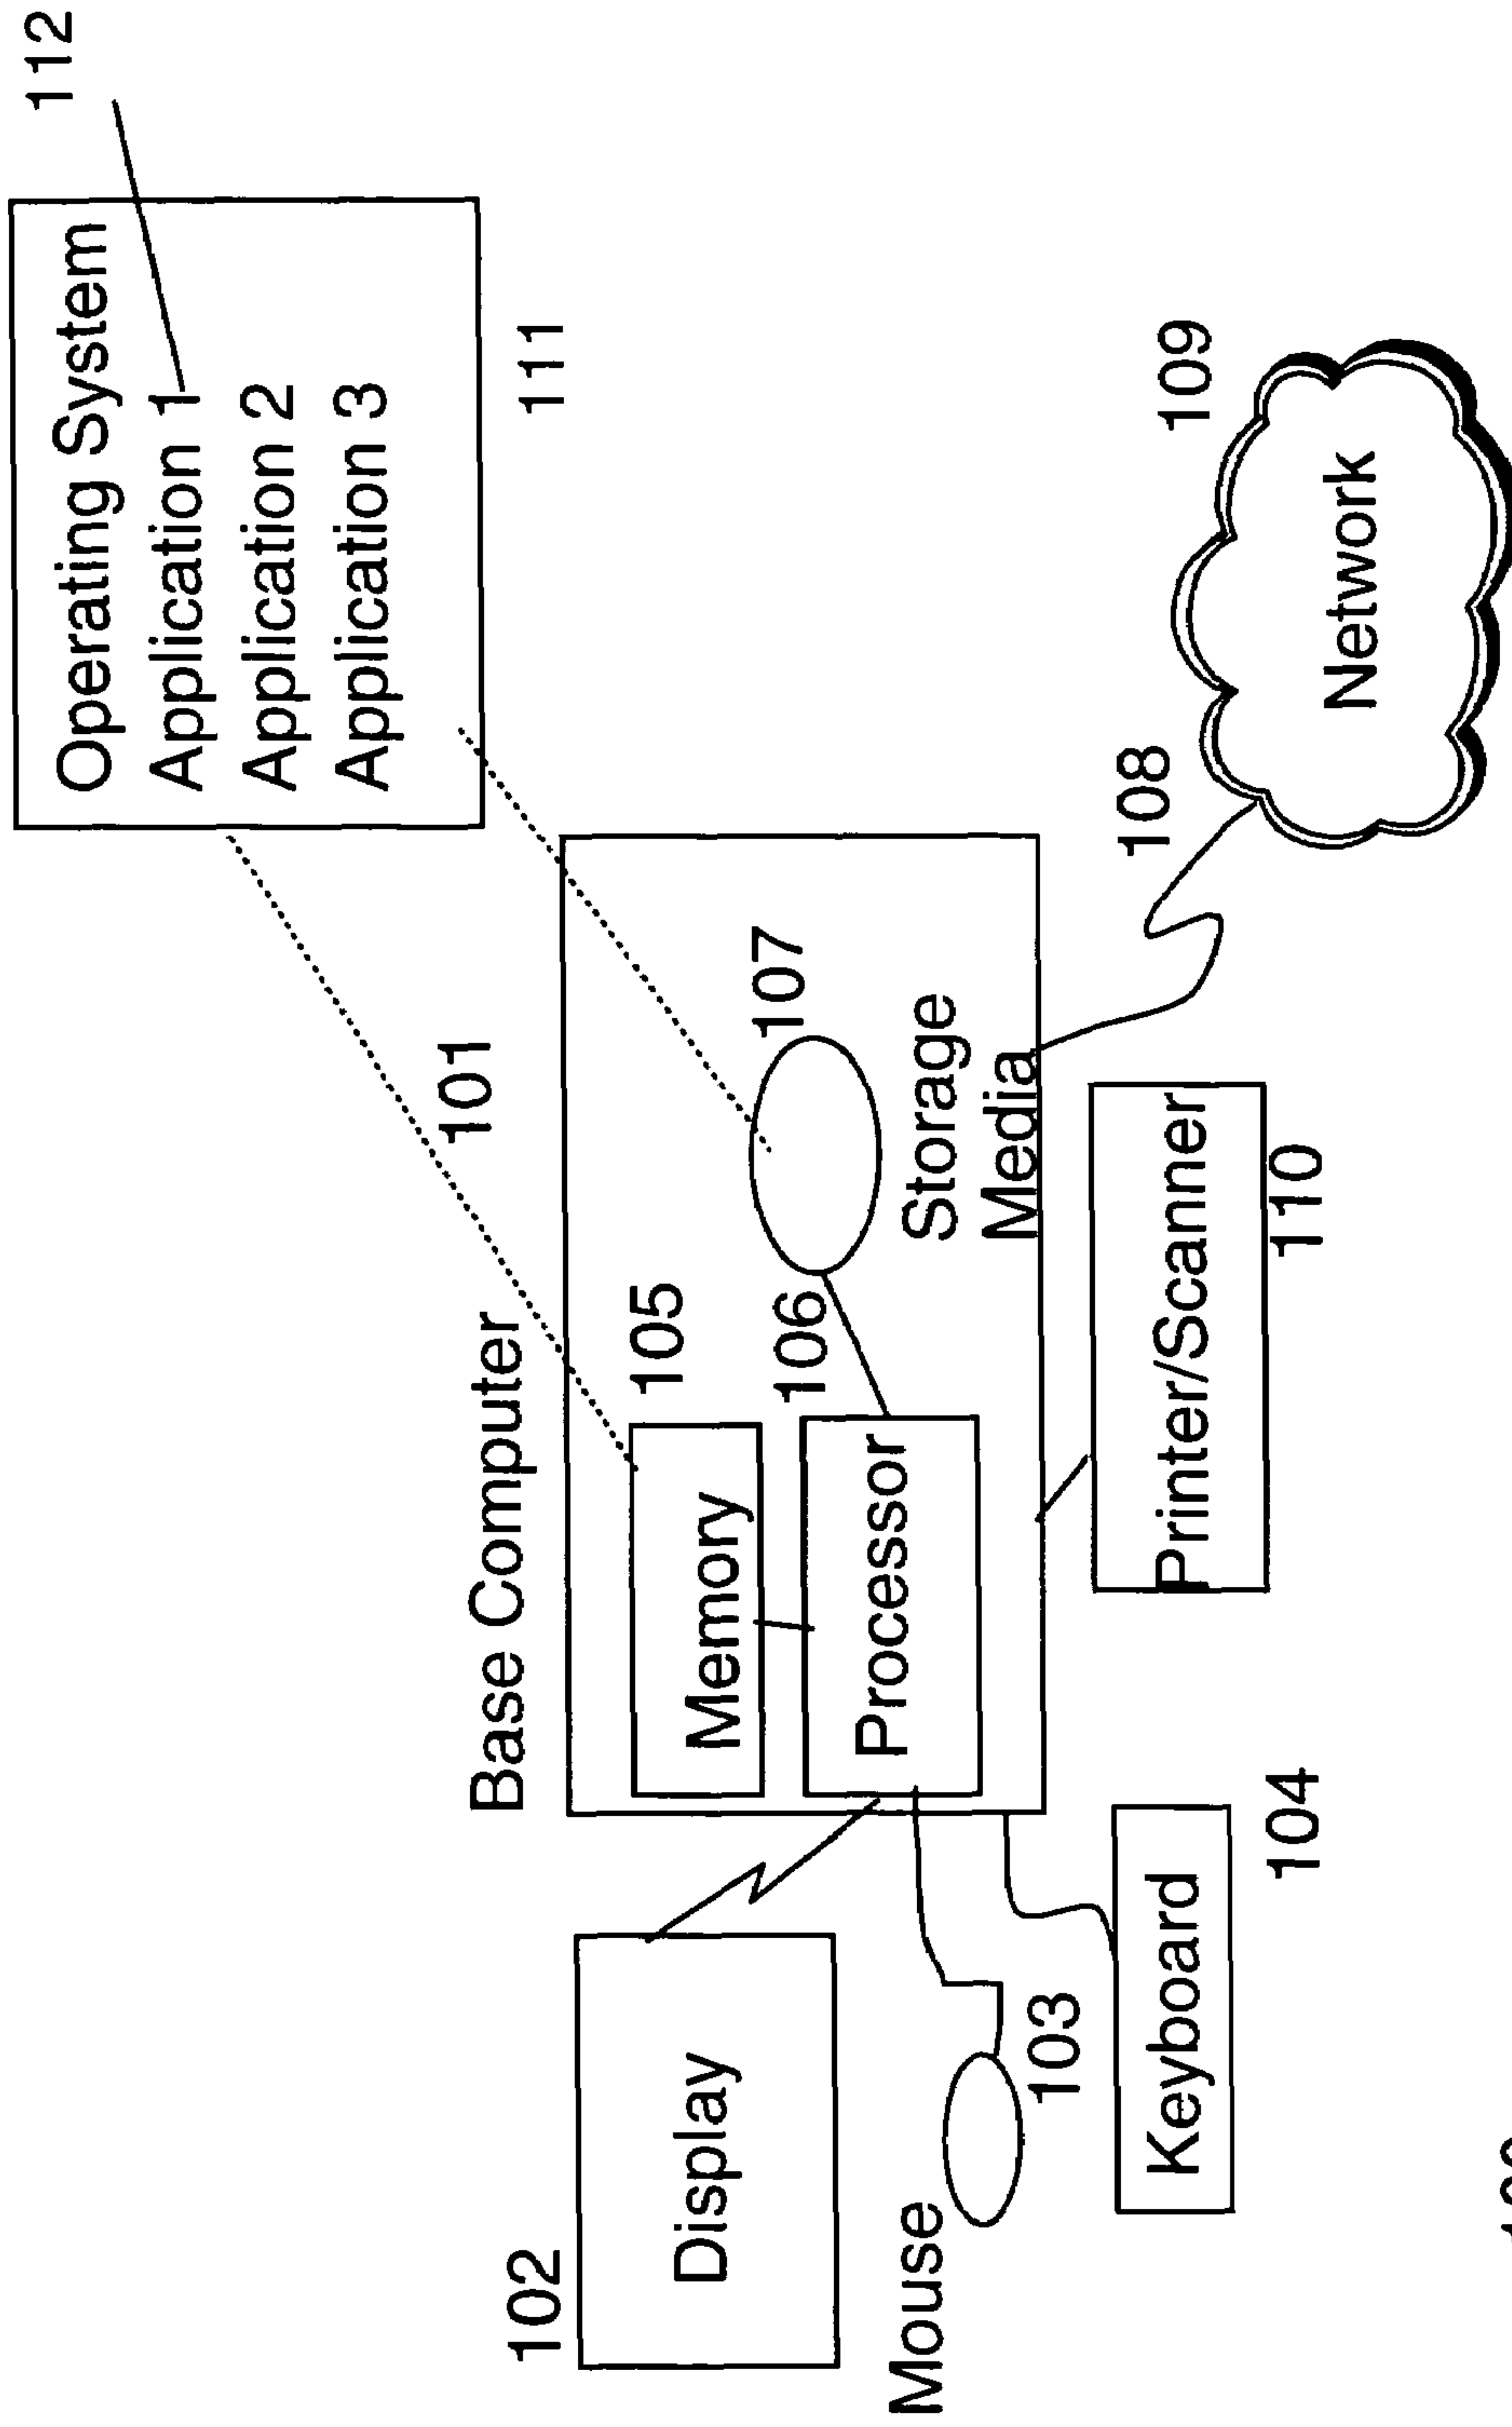 112
Operating System
Application 1
Application 2
Application 3
111
Base Computer
101
102
Display
Memory
105
106
107
Processor
Storage
Media
Mouse
103
Keyboard
104
Printer/Scanner
110
108
109
Network